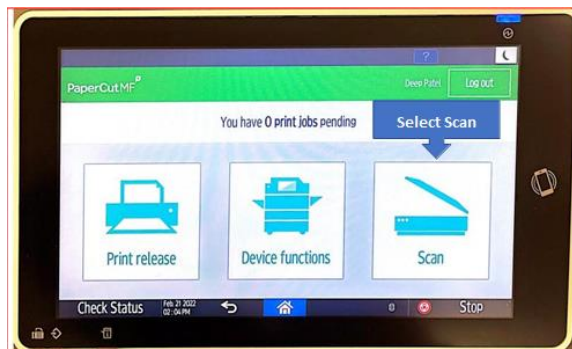 ?
PaperCut MF
Deep Patel
Log out
You have 0 print jobs pending
Select Scan
Print release
Device functions
Scan
Check Status
Feb 21 2022
02:04 PM
Stop